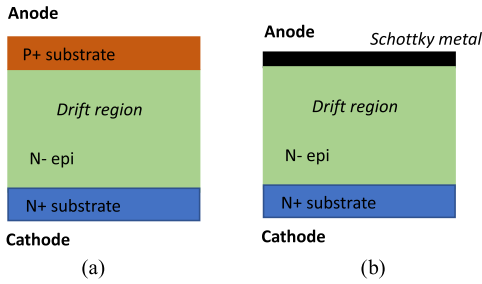 Anode
P+ substrate
Drift region
N- epi
N+ substrate
Cathode
(a)
Anode
Schottky metal
Drift region
N- epi
N+ substrate
Cathode
(b)